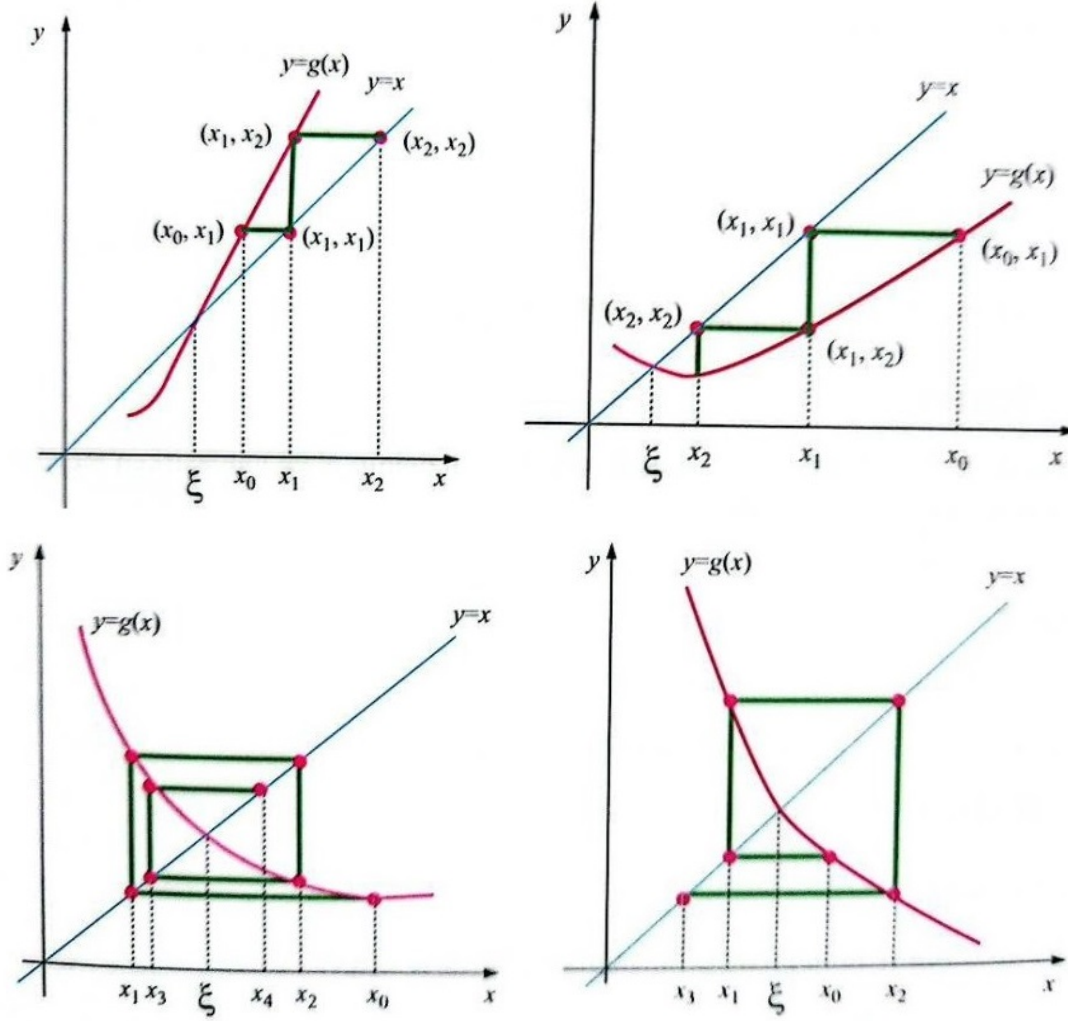 y
y=g(x)
y=x
(x₁, x₂)
(x₂, x₂)
(x₀, x₁)
(x₁, x₁)
ξ x₀ x₁ x₂ x
y
y=x
y=g(x)
(x₁, x₁)
(x₀, x₁)
(x₂, x₂)
(x₁, x₂)
ξ x₂ x₁ x₀ x
y
y=g(x)
y=x
x₁ x₃ ξ x₄ x₂ x₀ x
y
y=g(x)
y=x
x₃ x₁ ξ x₀ x₂ x